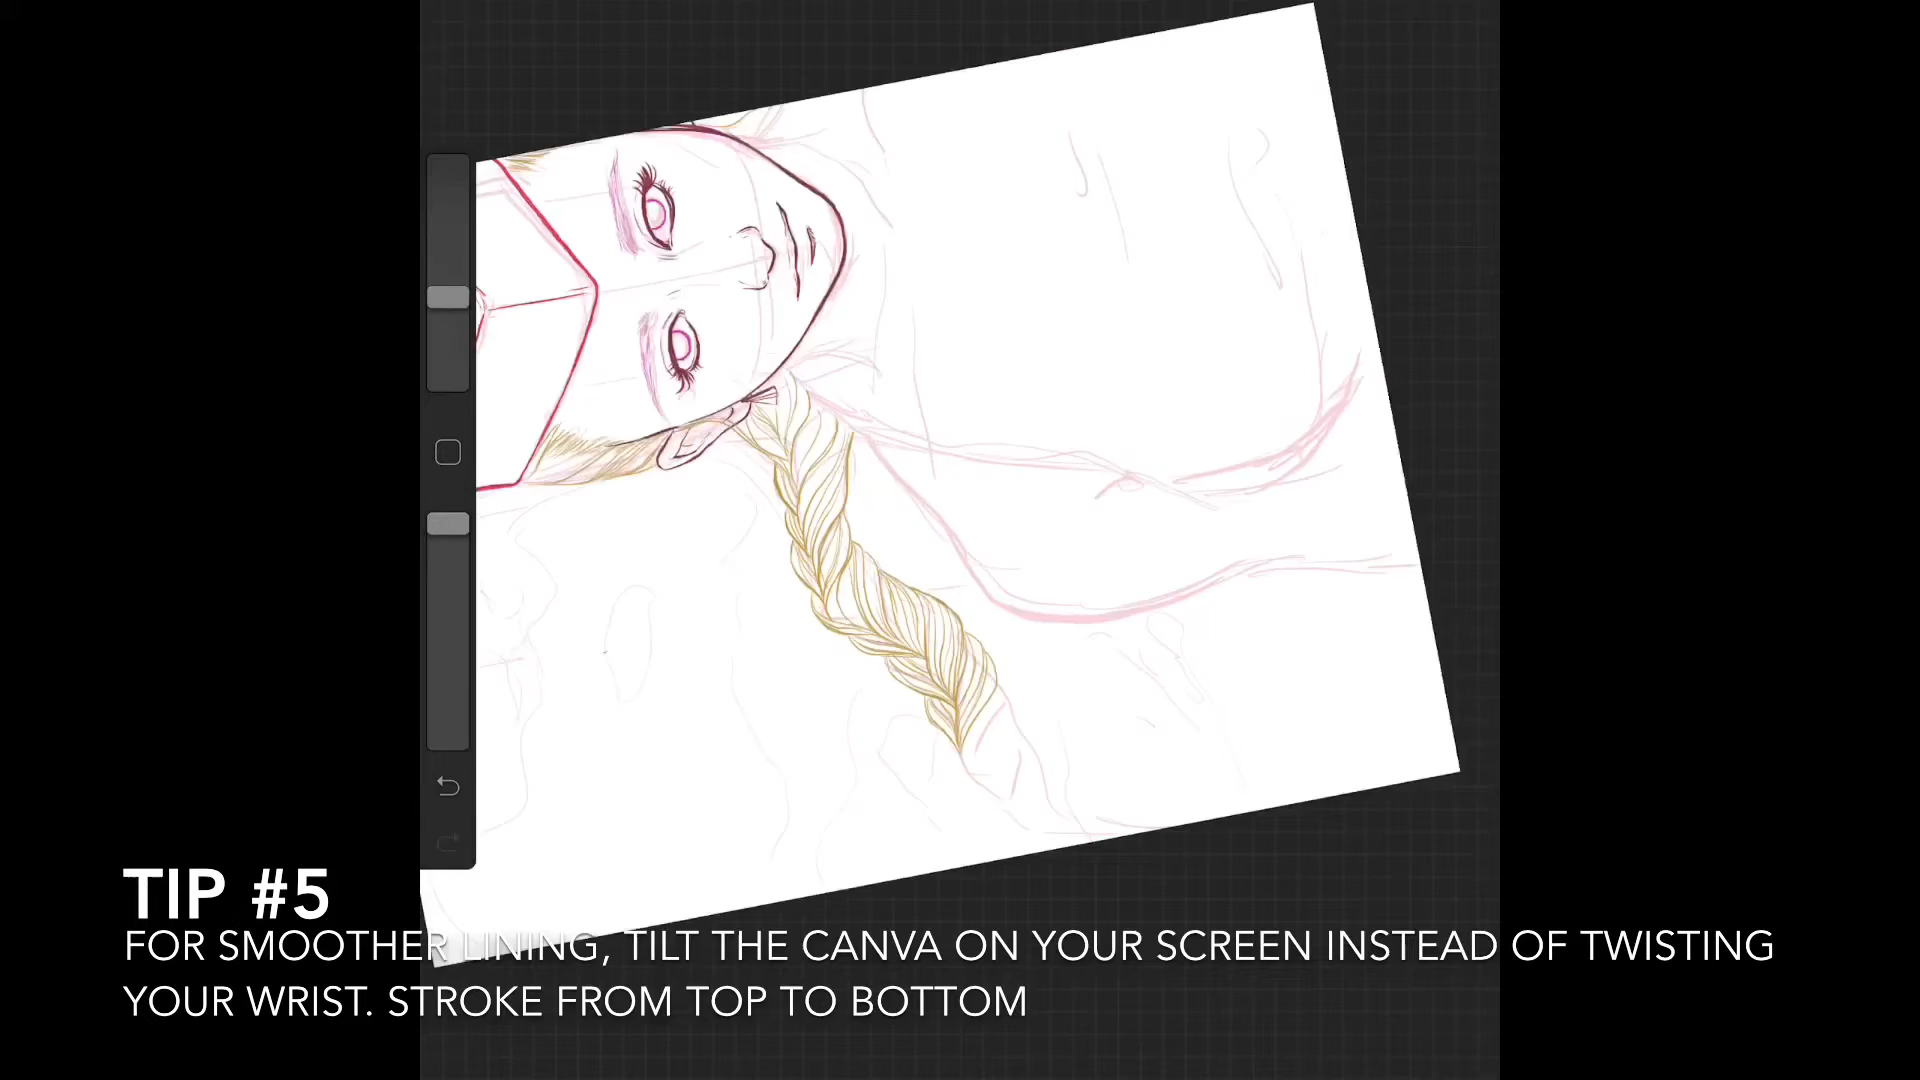 TIP #5
FOR SMOOTHER LINING, TILT THE CANVA ON YOUR SCREEN INSTEAD OF TWISTING
YOUR WRIST. STROKE FROM TOP TO BOTTOM